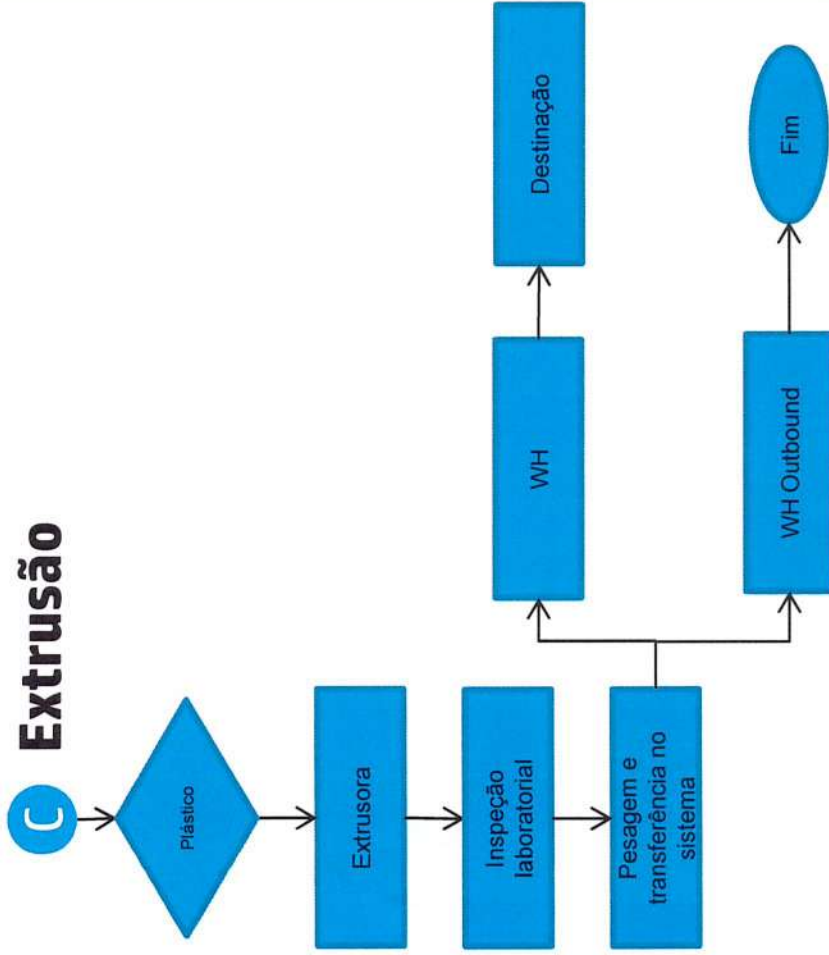 C Extrusão
Plástico
Extrusora
Inspeção
laboratorial
Pesagem e
transferência no
sistema
WH
Destinação
WH Outbound
Fim